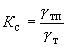 Kс = γтп / γт